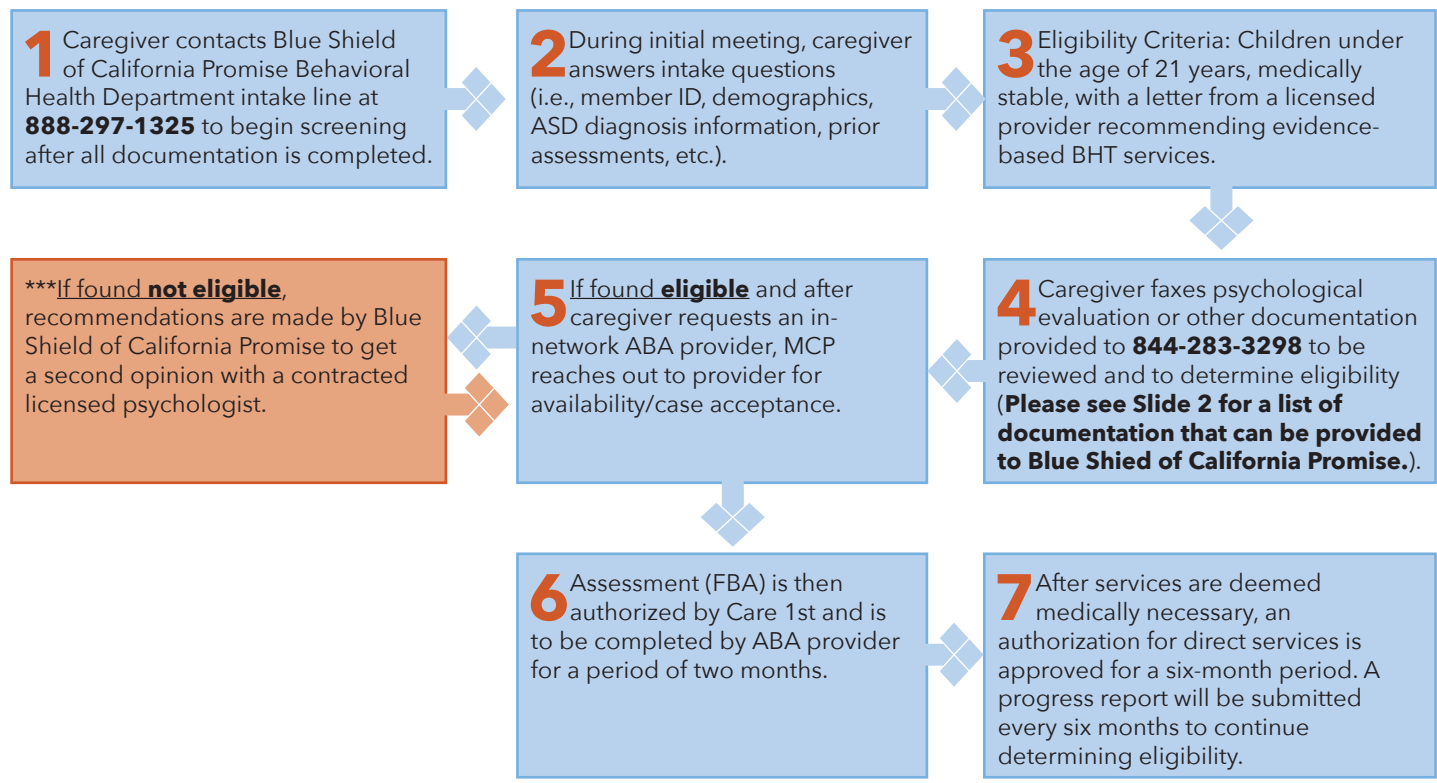 1 Caregiver contacts Blue Shield
of California Promise Behavioral
Health Department intake line at
888-297-1325 to begin screening
after all documentation is completed.
2 During initial meeting, caregiver
answers intake questions
(i.e., member ID, demographics,
ASD diagnosis information, prior
assessments, etc.).
3 Eligibility Criteria: Children under
the age of 21 years, medically
stable, with a letter from a licensed
provider recommending evidence-
based BHT services.
4 Caregiver faxes psychological
evaluation or other documentation
provided to 844-283-3298 to be
reviewed and to determine eligibility
(Please see Slide 2 for a list of
documentation that can be provided
to Blue Shied of California Promise.).
5 If found eligible and after
caregiver requests an in-
network ABA provider, MCP
reaches out to provider for
availability/case acceptance.
***If found not eligible,
recommendations are made by Blue
Shield of California Promise to get
a second opinion with a contracted
licensed psychologist.
6 Assessment (FBA) is then
authorized by Care 1st and is
to be completed by ABA provider
for a period of two months.
7 After services are deemed
medically necessary, an
authorization for direct services is
approved for a six-month period. A
progress report will be submitted
every six months to continue
determining eligibility.